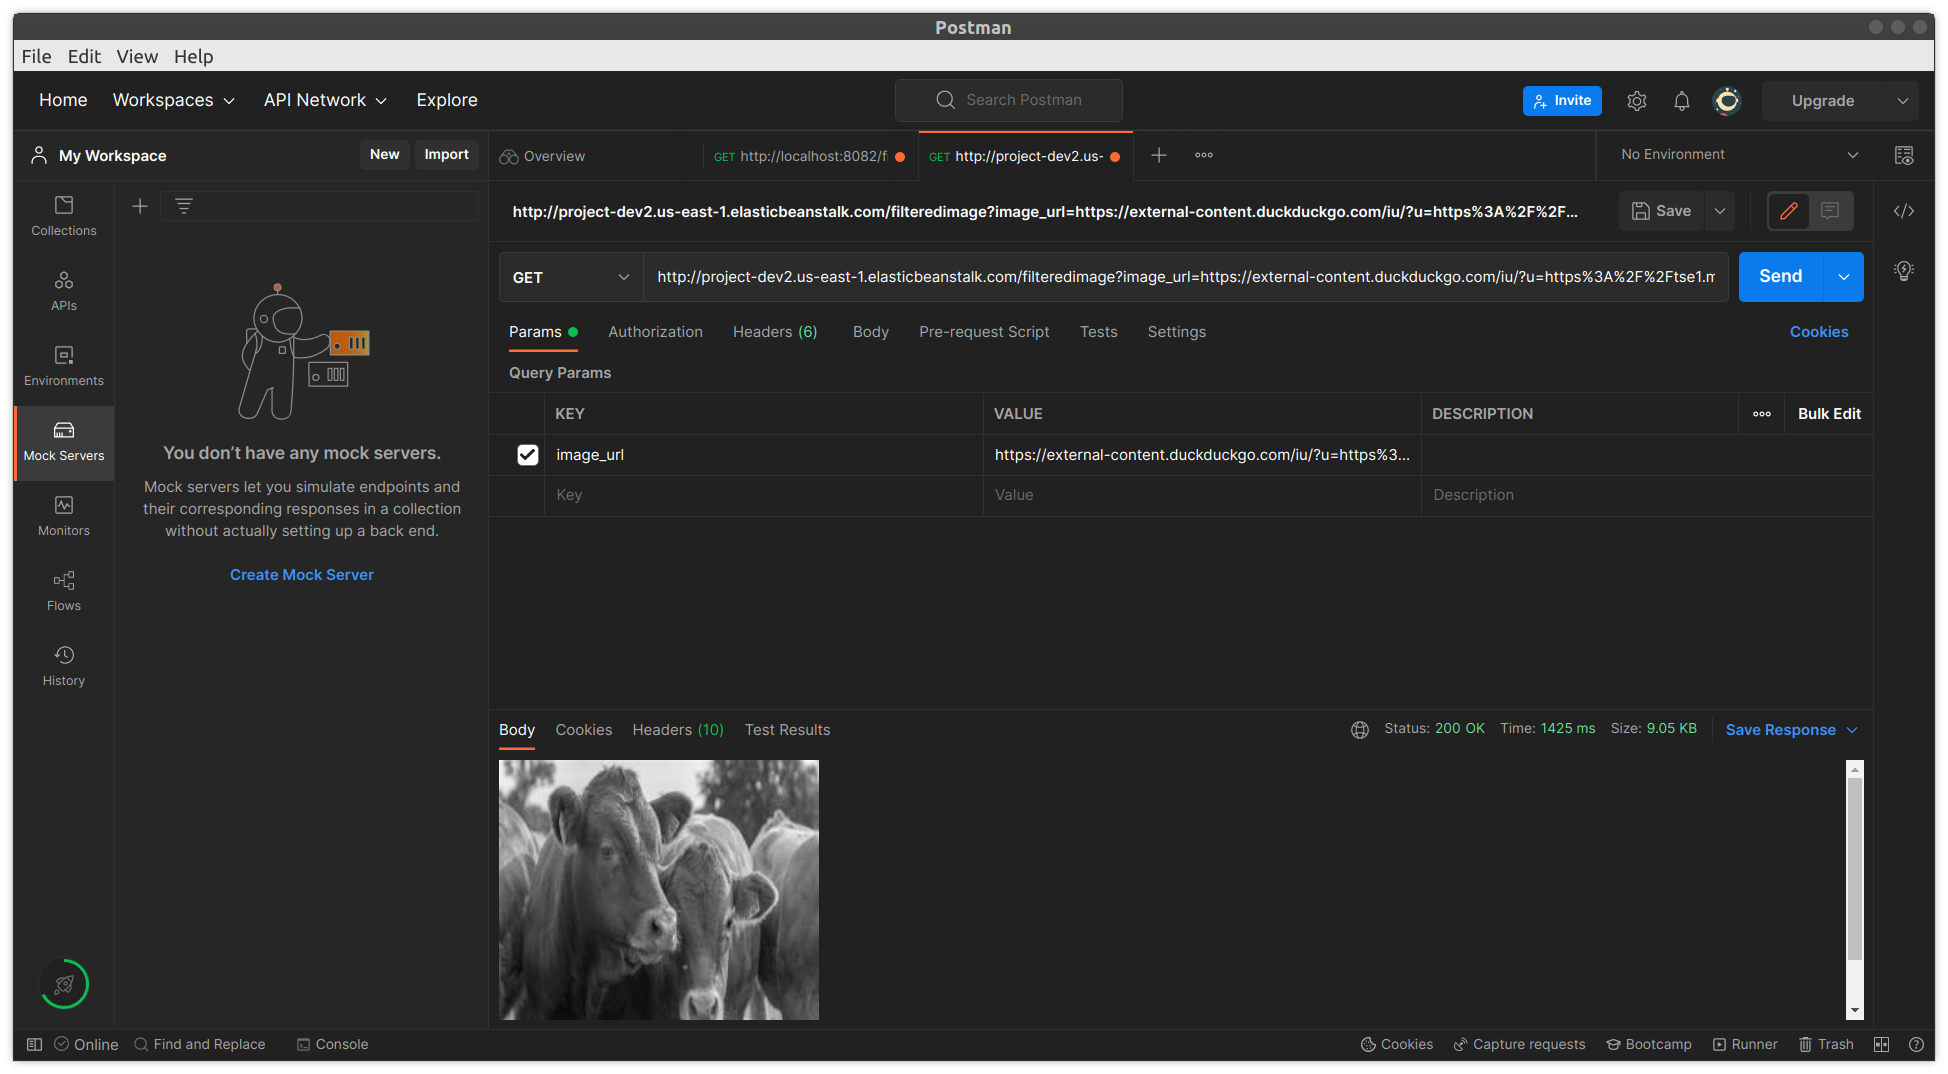 Postman
File Edit View Help
Home Workspaces API Network Explore
Search Postman
Invite
Upgrade
My Workspace
New
Import
Overview
GET http://localhost:8082/fi
GET http://project-dev2.us-
No Environment
Collections
APIs
Environments
Mock Servers
Monitors
Flows
History
You don’t have any mock servers.
Mock servers let you simulate endpoints and
their corresponding responses in a collection
without actually setting up a back end.
Create Mock Server
http://project-dev2.us-east-1.elasticbeanstalk.com/filteredimage?image_url=https://external-content.duckduckgo.com/iu/?u=https%3A%2F%2F...
Save
GET
http://project-dev2.us-east-1.elasticbeanstalk.com/filteredimage?image_url=https://external-content.duckduckgo.com/iu/?u=https%3A%2F%2Ftse1.m
Send
Params Authorization Headers (6) Body Pre-request Script Tests Settings
Cookies
Query Params
KEY VALUE DESCRIPTION
Bulk Edit
image_url https://external-content.duckduckgo.com/iu/?u=https%3...
Key Value Description
Body Cookies Headers (10) Test Results
Status: 200 OK Time: 1425 ms Size: 9.05 KB
Save Response
Online Find and Replace Console
Cookies Capture requests Bootcamp Runner Trash